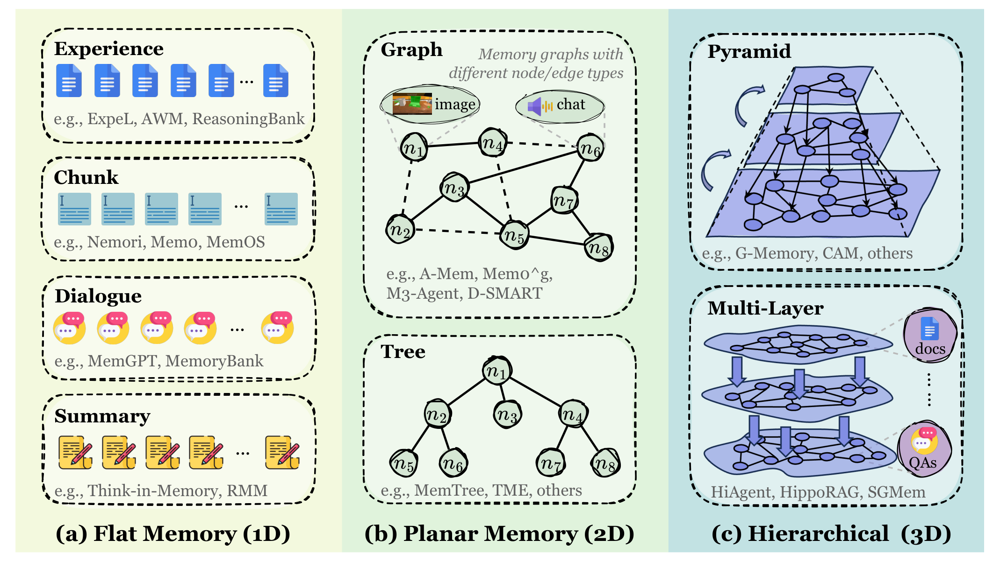 Experience
...
e.g., ExpeL, AWM, ReasoningBank
Chunk
...
e.g., Nemori, Mem0, MemOS
Dialogue
...
e.g., MemGPT, MemoryBank
Summary
...
e.g., Think-in-Memory, RMM
(a) Flat Memory (1D)
Graph
Memory graphs with
different node/edge types
image
chat
n1
n4
n6
n3
n7
n2
n5
n8
e.g., A-Mem, Mem0^g,
M3-Agent, D-SMART
Tree
n1
n2
n3
n4
n5
n6
n7
n8
e.g., MemTree, TME, others
(b) Planar Memory (2D)
Pyramid
e.g., G-Memory, CAM, others
Multi-Layer
docs
QAs
HiAgent, HippoRAG, SGMem
(c) Hierarchical (3D)